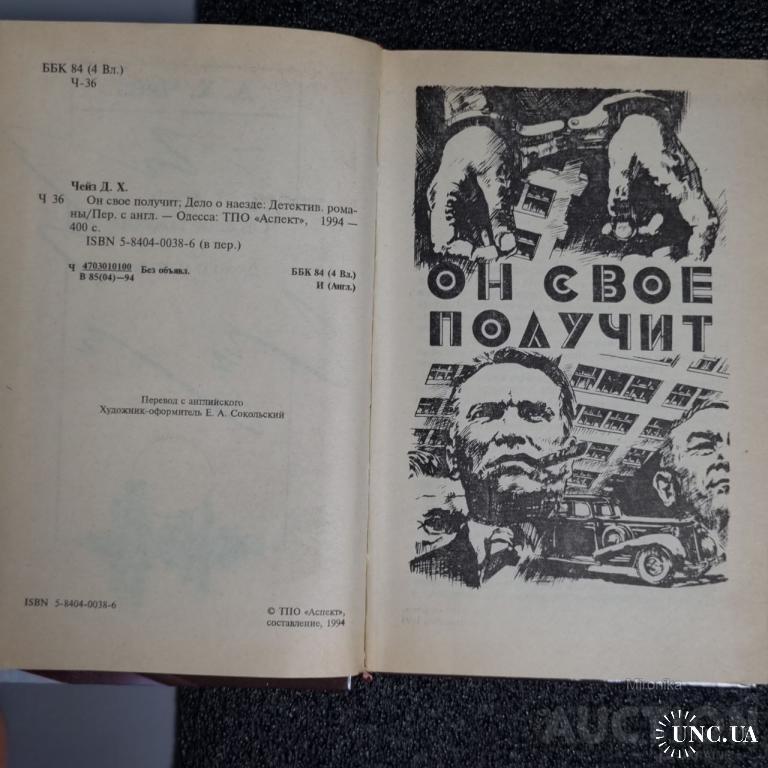 ББК 84 (4 Вл.)
Ч-36
Чейз Д. Х.
Ч 36 Он свое получит; Дело о наезде: Детектив. рома-
ны/Пер. с англ. — Одесса: ТПО «Аспект», 1994 —
400 с.
ISBN 5-8404-0038-6 (в пер.)
Ч 4703010100 Без объявл. ББК 84 (4 Вл.)
В 85(04)—94 И (Англ.)
Перевод с английского
Художник-оформитель Е. А. Сокольский
ISBN 5-8404-0038-6
© ТПО «Аспект»,
составление, 1994
ОН СВОЕ
ПОЛУЧИТ
Mironika
AUCTION
UNC.UA